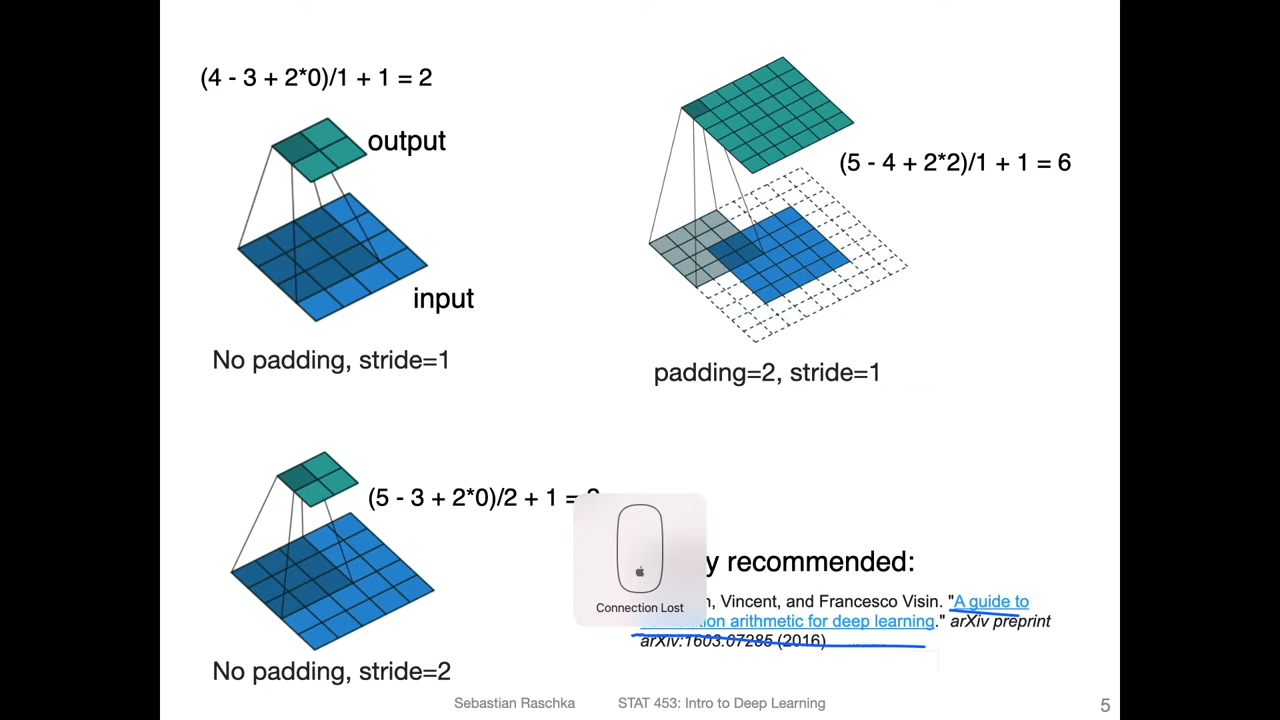 (4 - 3 + 2*0)/1 + 1 = 2
output
input
No padding, stride=1
(5 - 4 + 2*2)/1 + 1 = 6
padding=2, stride=1
(5 - 3 + 2*0)/2 + 1 =
No padding, stride=2
Connection Lost
recommended:
Vincent, and Francesco Visin. "A guide to
arithmetic for deep learning." arXiv preprint
arXiv:1603.07285 (2016)
Sebastian Raschka STAT 453: Intro to Deep Learning 5